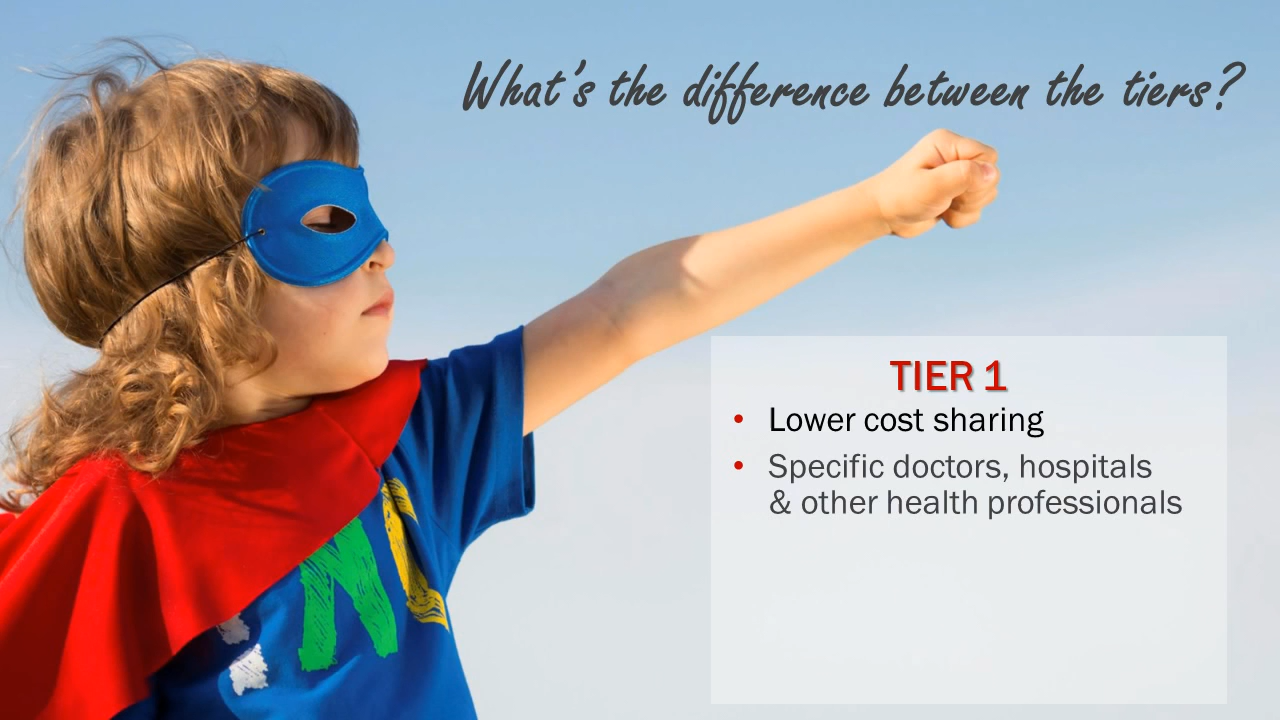 What's the difference between the tiers?
TIER 1
• Lower cost sharing
• Specific doctors, hospitals
& other health professionals